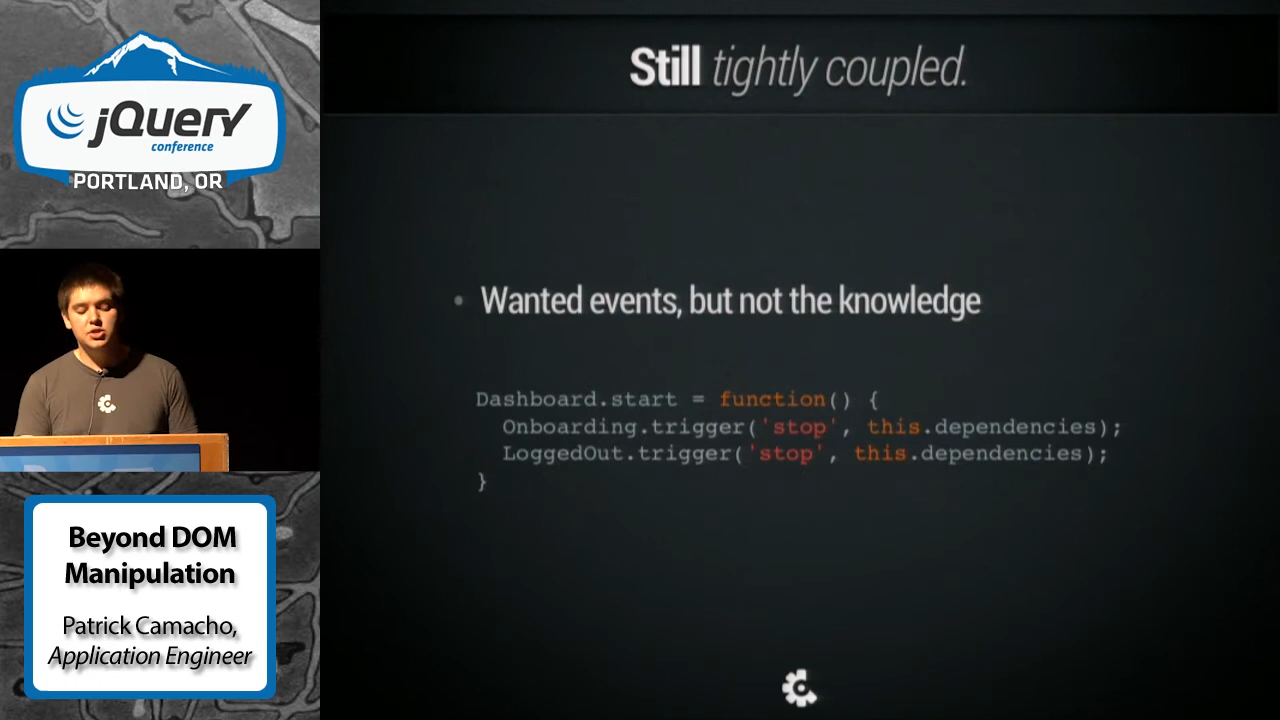 jQuery
conference
PORTLAND, OR
Beyond DOM
Manipulation
Patrick Camacho,
Application Engineer
Still tightly coupled.
• Wanted events, but not the knowledge
Dashboard.start = function() {
  Onboarding.trigger('stop', this.dependencies);
  LoggedOut.trigger('stop', this.dependencies);
}